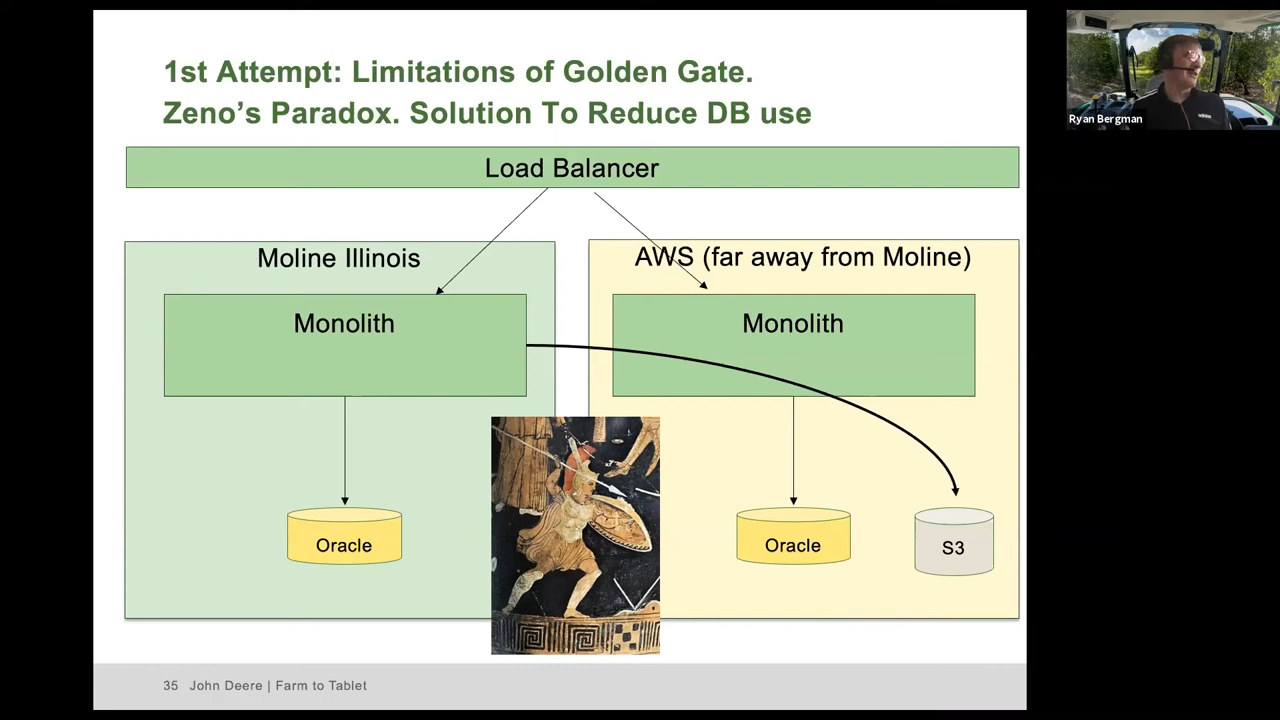 1st Attempt: Limitations of Golden Gate.
Zeno's Paradox. Solution To Reduce DB use
Load Balancer
Moline Illinois
AWS (far away from Moline)
Monolith
Monolith
Oracle
Oracle
S3
35 John Deere | Farm to Tablet
Ryan Bergman
adidas